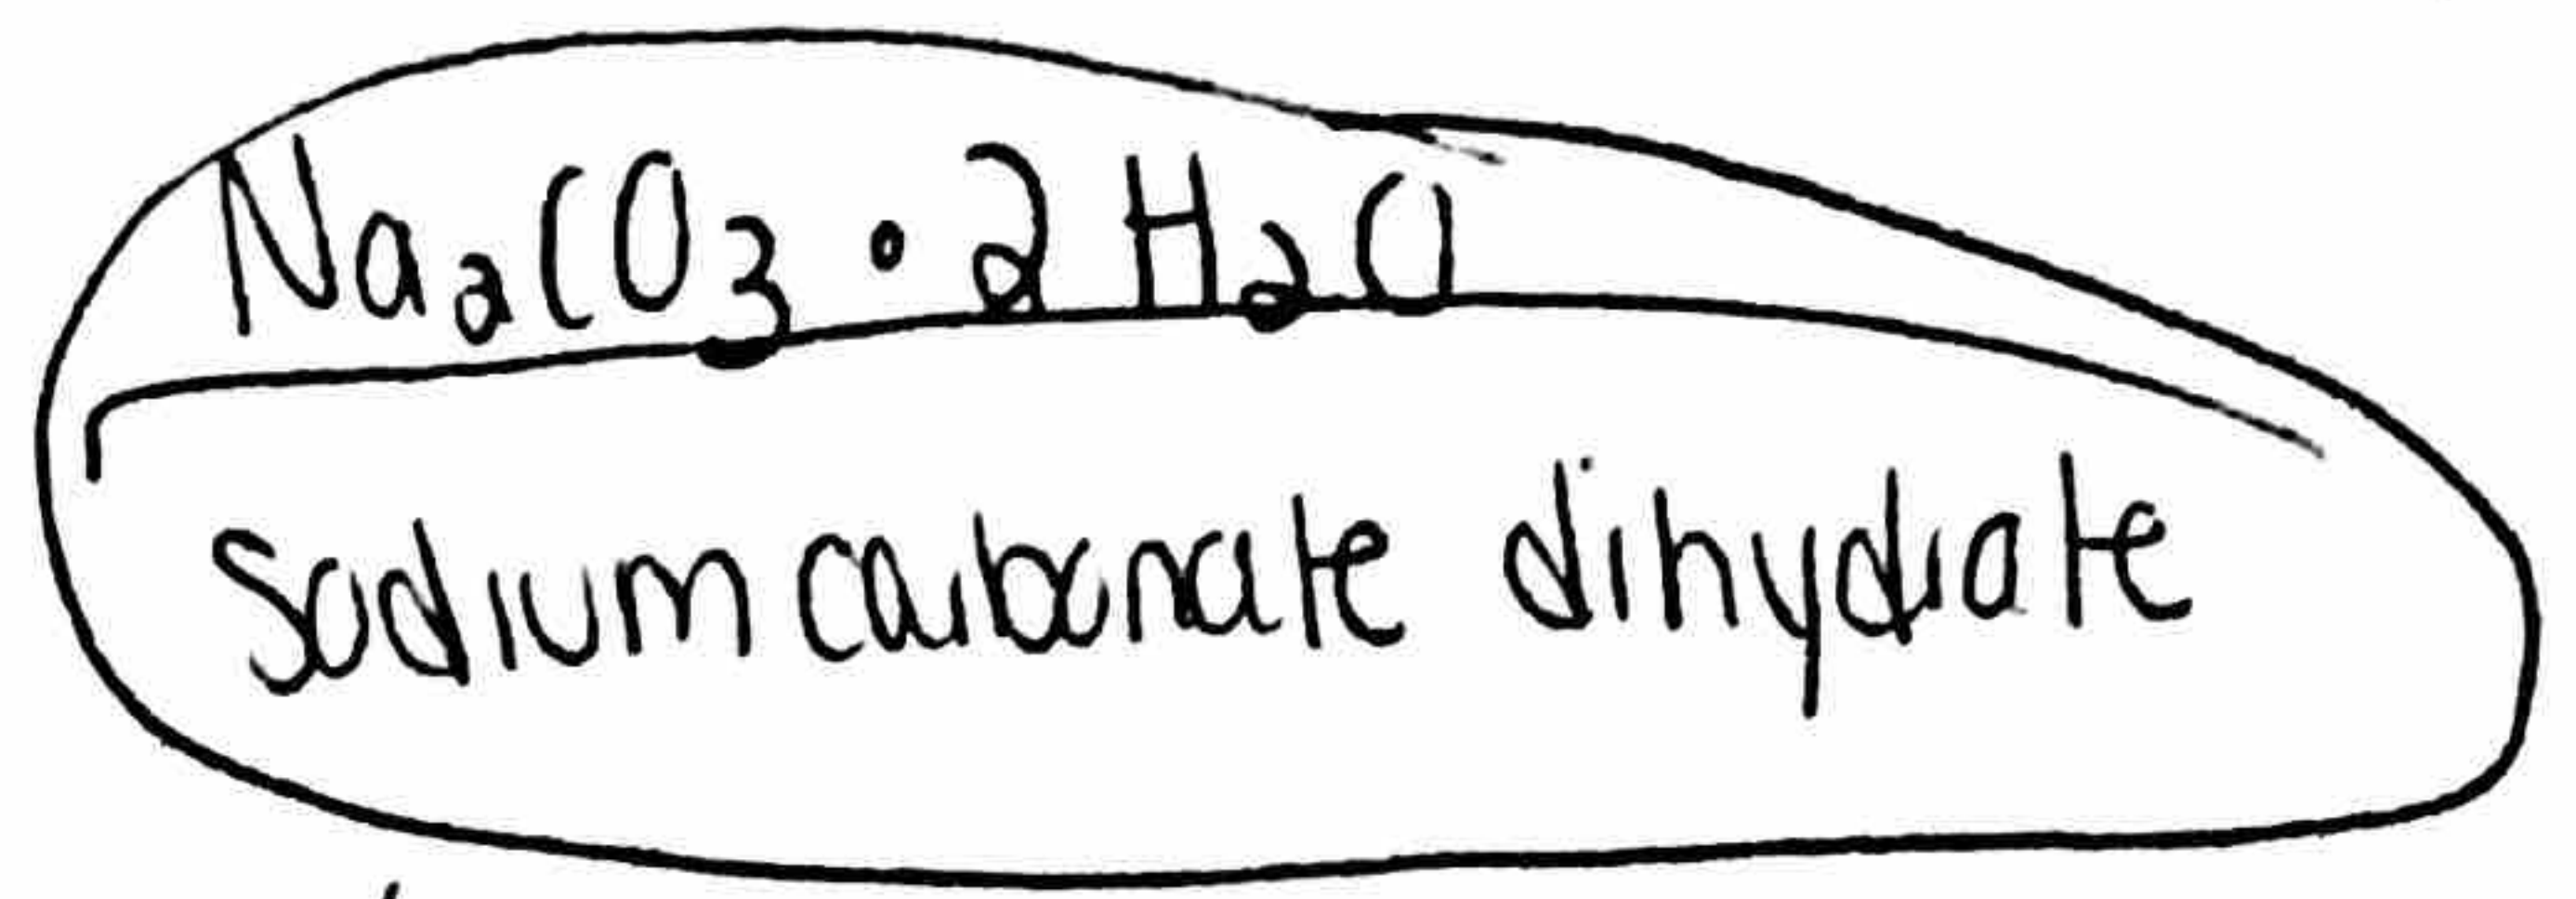 Na₂CO₃ · 2H₂O
sodium carbonate dihydrate